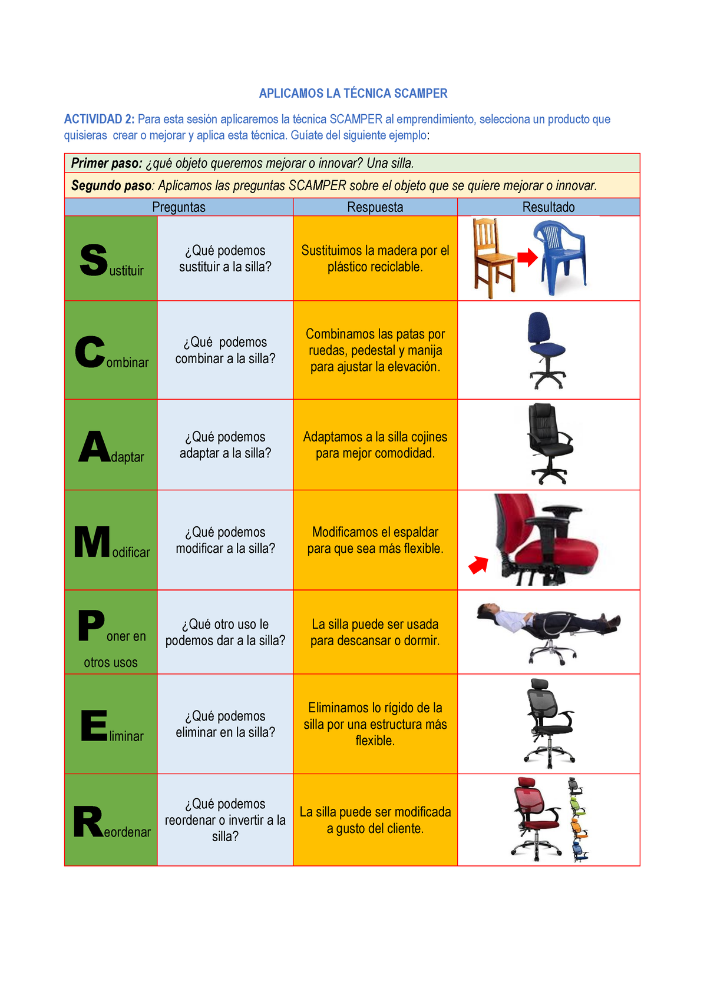 APLICAMOS LA TÉCNICA SCAMPER
ACTIVIDAD 2: Para esta sesión aplicaremos la técnica SCAMPER al emprendimiento, selecciona un producto que
quisieras crear o mejorar y aplica esta técnica. Guíate del siguiente ejemplo:
Primer paso: ¿qué objeto queremos mejorar o innovar? Una silla.
Segundo paso: Aplicamos las preguntas SCAMPER sobre el objeto que se quiere mejorar o innovar.
Preguntas
Respuesta
Resultado
Sustituir
¿Qué podemos
sustituir a la silla?
Sustituimos la madera por el
plástico reciclable.
Combinar
¿Qué podemos
combinar a la silla?
Combinamos las patas por
ruedas, pedestal y manija
para ajustar la elevación.
Adaptar
¿Qué podemos
adaptar a la silla?
Adaptamos a la silla cojines
para mejor comodidad.
Modificar
¿Qué podemos
modificar a la silla?
Modificamos el espaldar
para que sea más flexible.
Poner en
otros usos
¿Qué otro uso le
podemos dar a la silla?
La silla puede ser usada
para descansar o dormir.
Eliminar
¿Qué podemos
eliminar en la silla?
Eliminamos lo rígido de la
silla por una estructura más
flexible.
Reordenar
¿Qué podemos
reordenar o invertir a la
silla?
La silla puede ser modificada
a gusto del cliente.